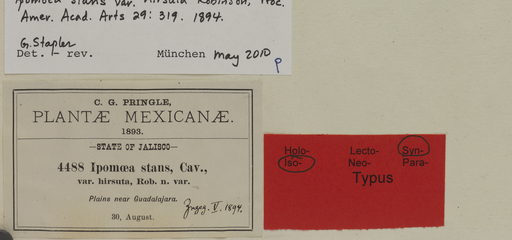 Ipomoea stans var. hirsuta Robinson, Proc.
Amer. Acad. Arts 29: 319. 1894.
G. Staples
Det. - rev. München May 2010
P
C. G. PRINGLE,
PLANTÆ MEXICANÆ.
1893.
—STATE OF JALISCO—
4488 Ipomœa stans, Cav.,
var. hirsuta, Rob. n. var.
Plains near Guadalajara.
30, August.
Syn-
Holo- Lecto-
Iso- Neo- Para-
Typus